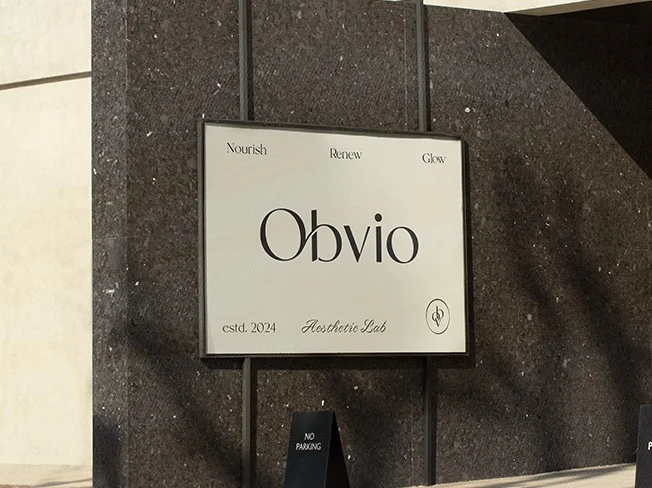 Nourish Renew Glow
Obvio
estd. 2024 Aesthetic Lab
NO
PARKING
P